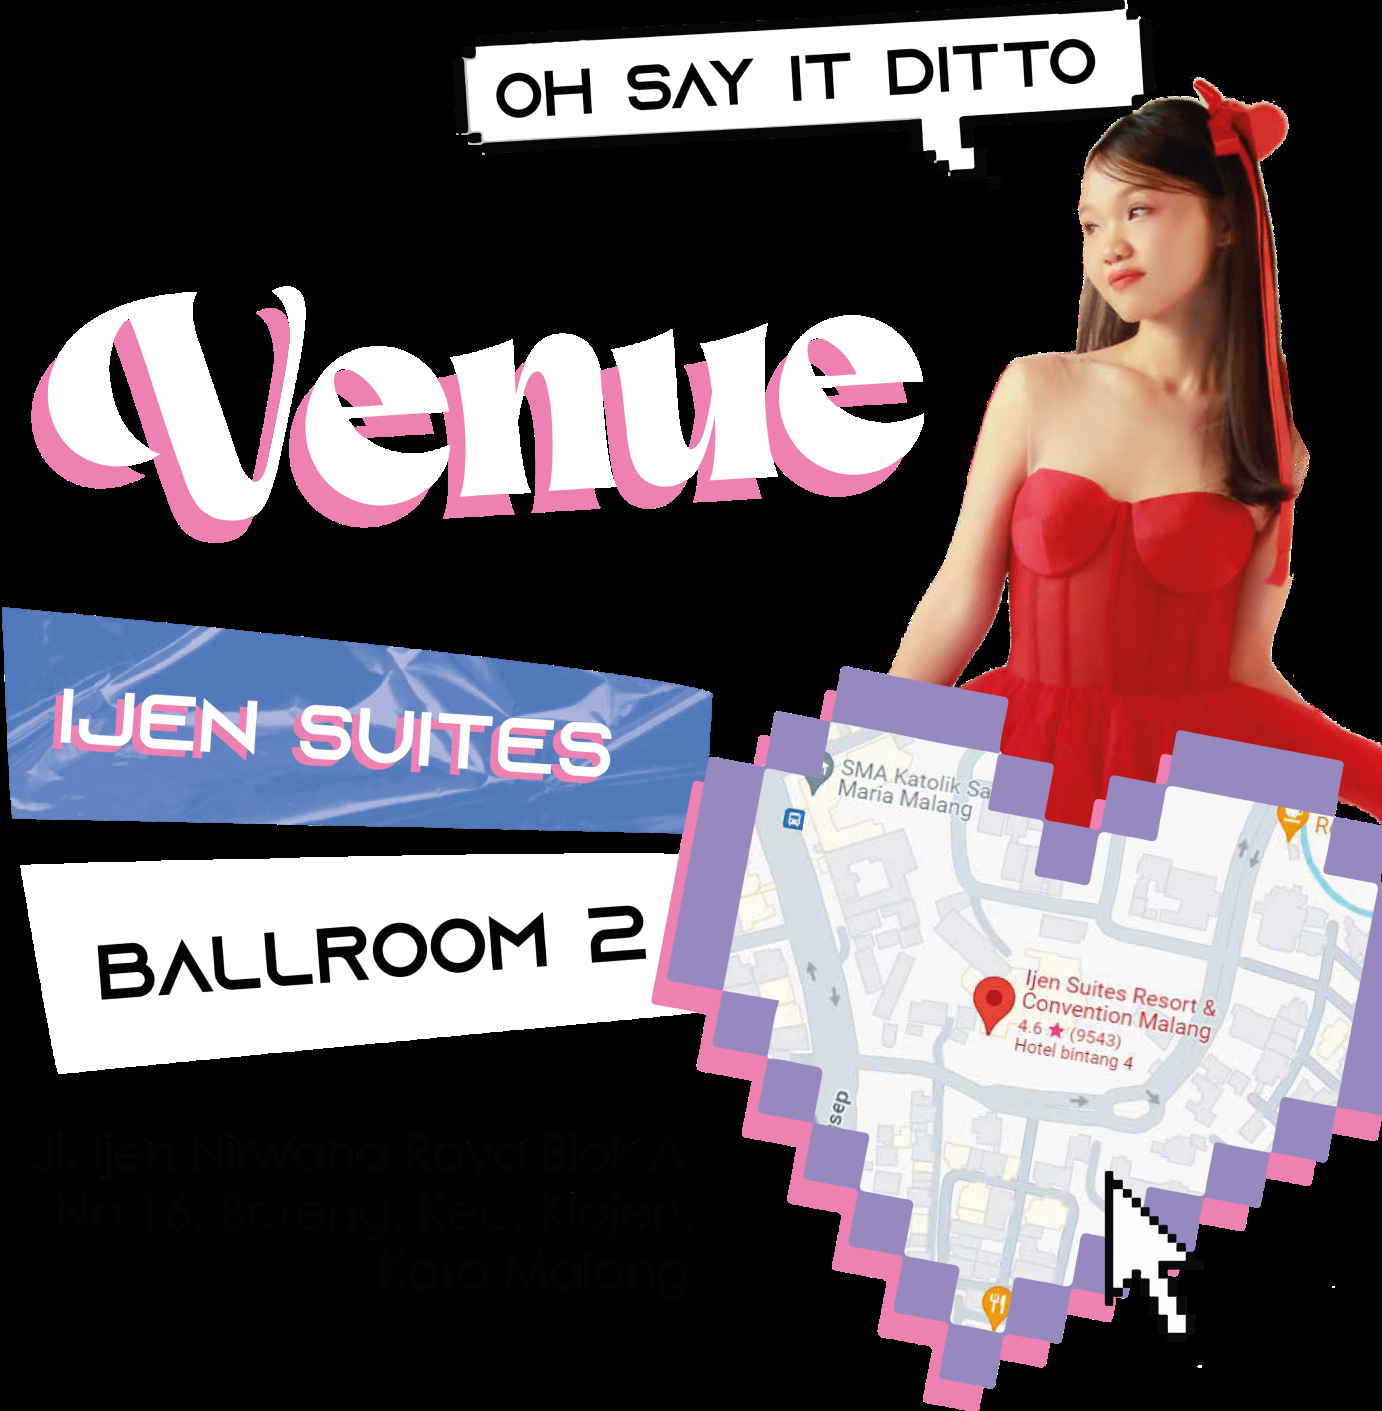 OH SAY IT DITTO
Venue
IJEN SUITES
BALLROOM 2
Jl. Ijen Nirwana Raya Blok A
No.16, Bareng, Kec. Klojen,
Kota Malang
SMA Katolik Sa
Maria Malang
R
Ijen Suites Resort &
Convention Malang
4.6 ★ (9543)
Hotel bintang 4
sep